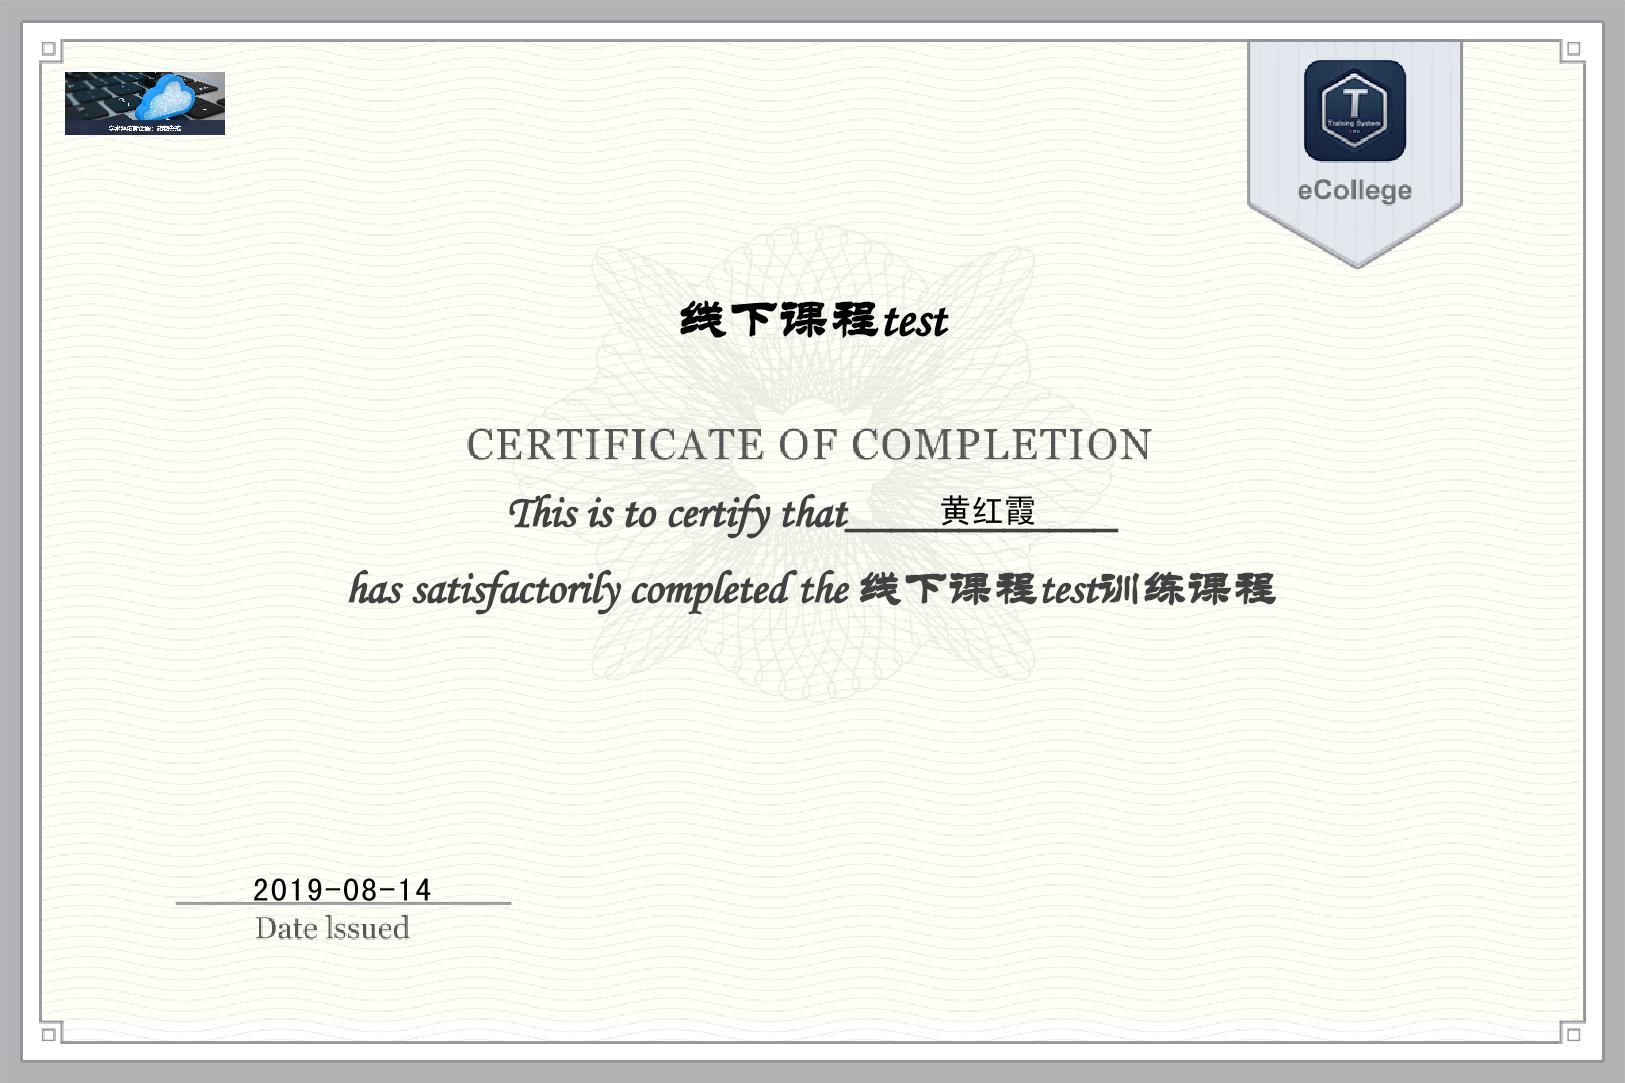 T
Training System
eCollege
线下课程test
CERTIFICATE OF COMPLETION
This is to certify that 黄红霞
has satisfactorily completed the 线下课程test训练课程
2019-08-14
Date lssued